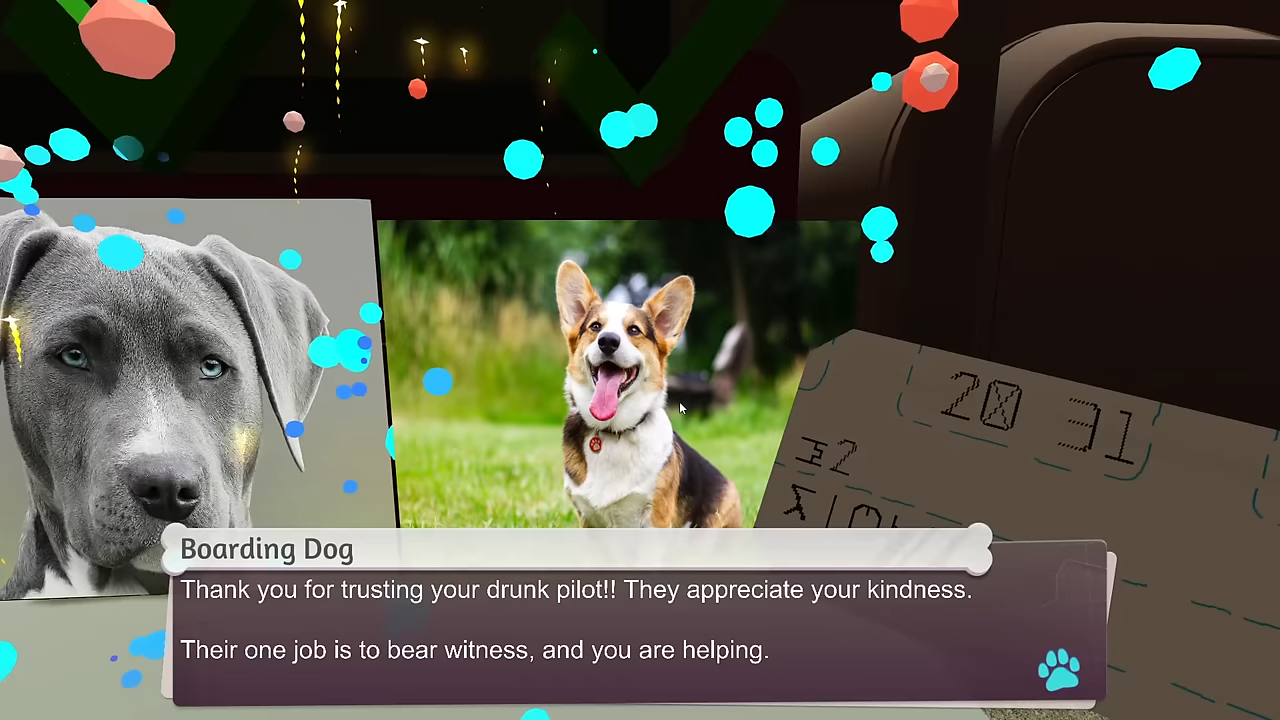 20 31
Boarding Dog
Thank you for trusting your drunk pilot!! They appreciate your kindness.
Their one job is to bear witness, and you are helping.